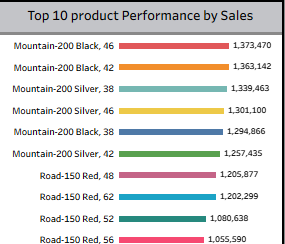 Top 10 product Performance by Sales
Mountain-200 Black, 46 1,373,470
Mountain-200 Black, 42 1,363,142
Mountain-200 Silver, 38 1,339,463
Mountain-200 Silver, 46 1,301,100
Mountain-200 Black, 38 1,294,866
Mountain-200 Silver, 42 1,257,435
Road-150 Red, 48 1,205,877
Road-150 Red, 62 1,202,299
Road-150 Red, 52 1,080,638
Road-150 Red, 56 1,055,590